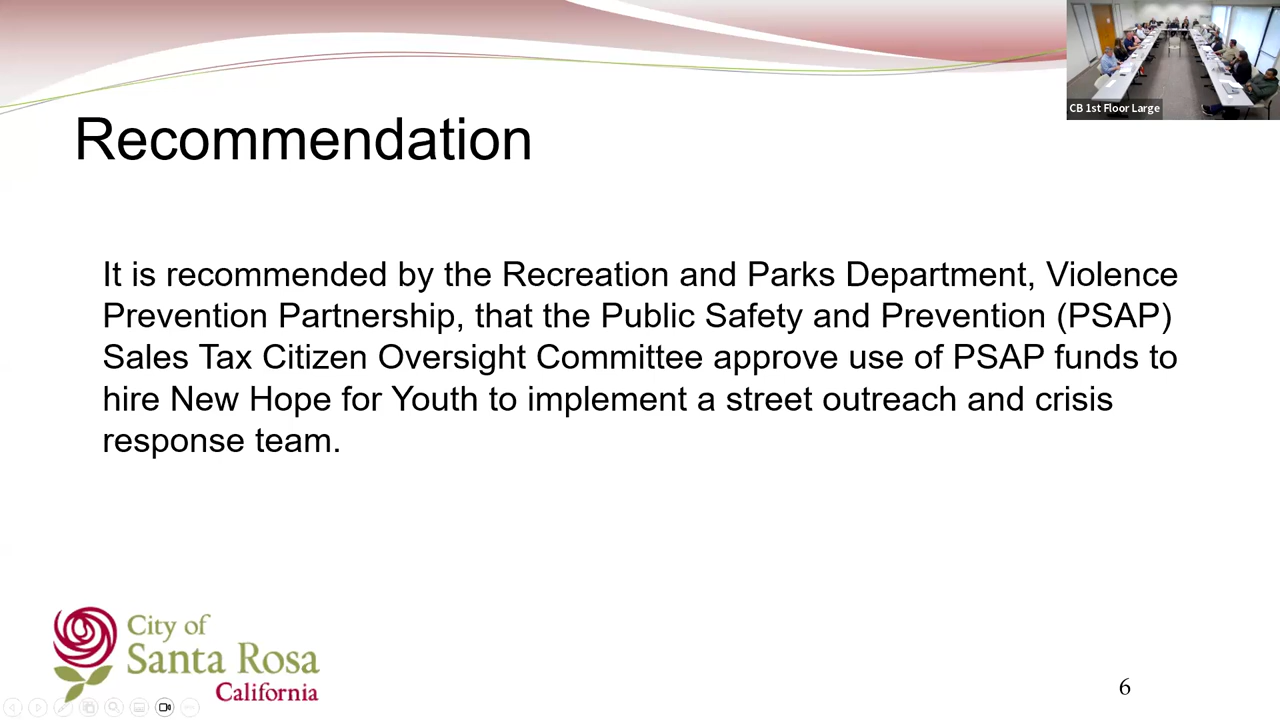 CB 1st Floor Large
Recommendation
It is recommended by the Recreation and Parks Department, Violence
Prevention Partnership, that the Public Safety and Prevention (PSAP)
Sales Tax Citizen Oversight Committee approve use of PSAP funds to
hire New Hope for Youth to implement a street outreach and crisis
response team.
City of
Santa Rosa
California
6